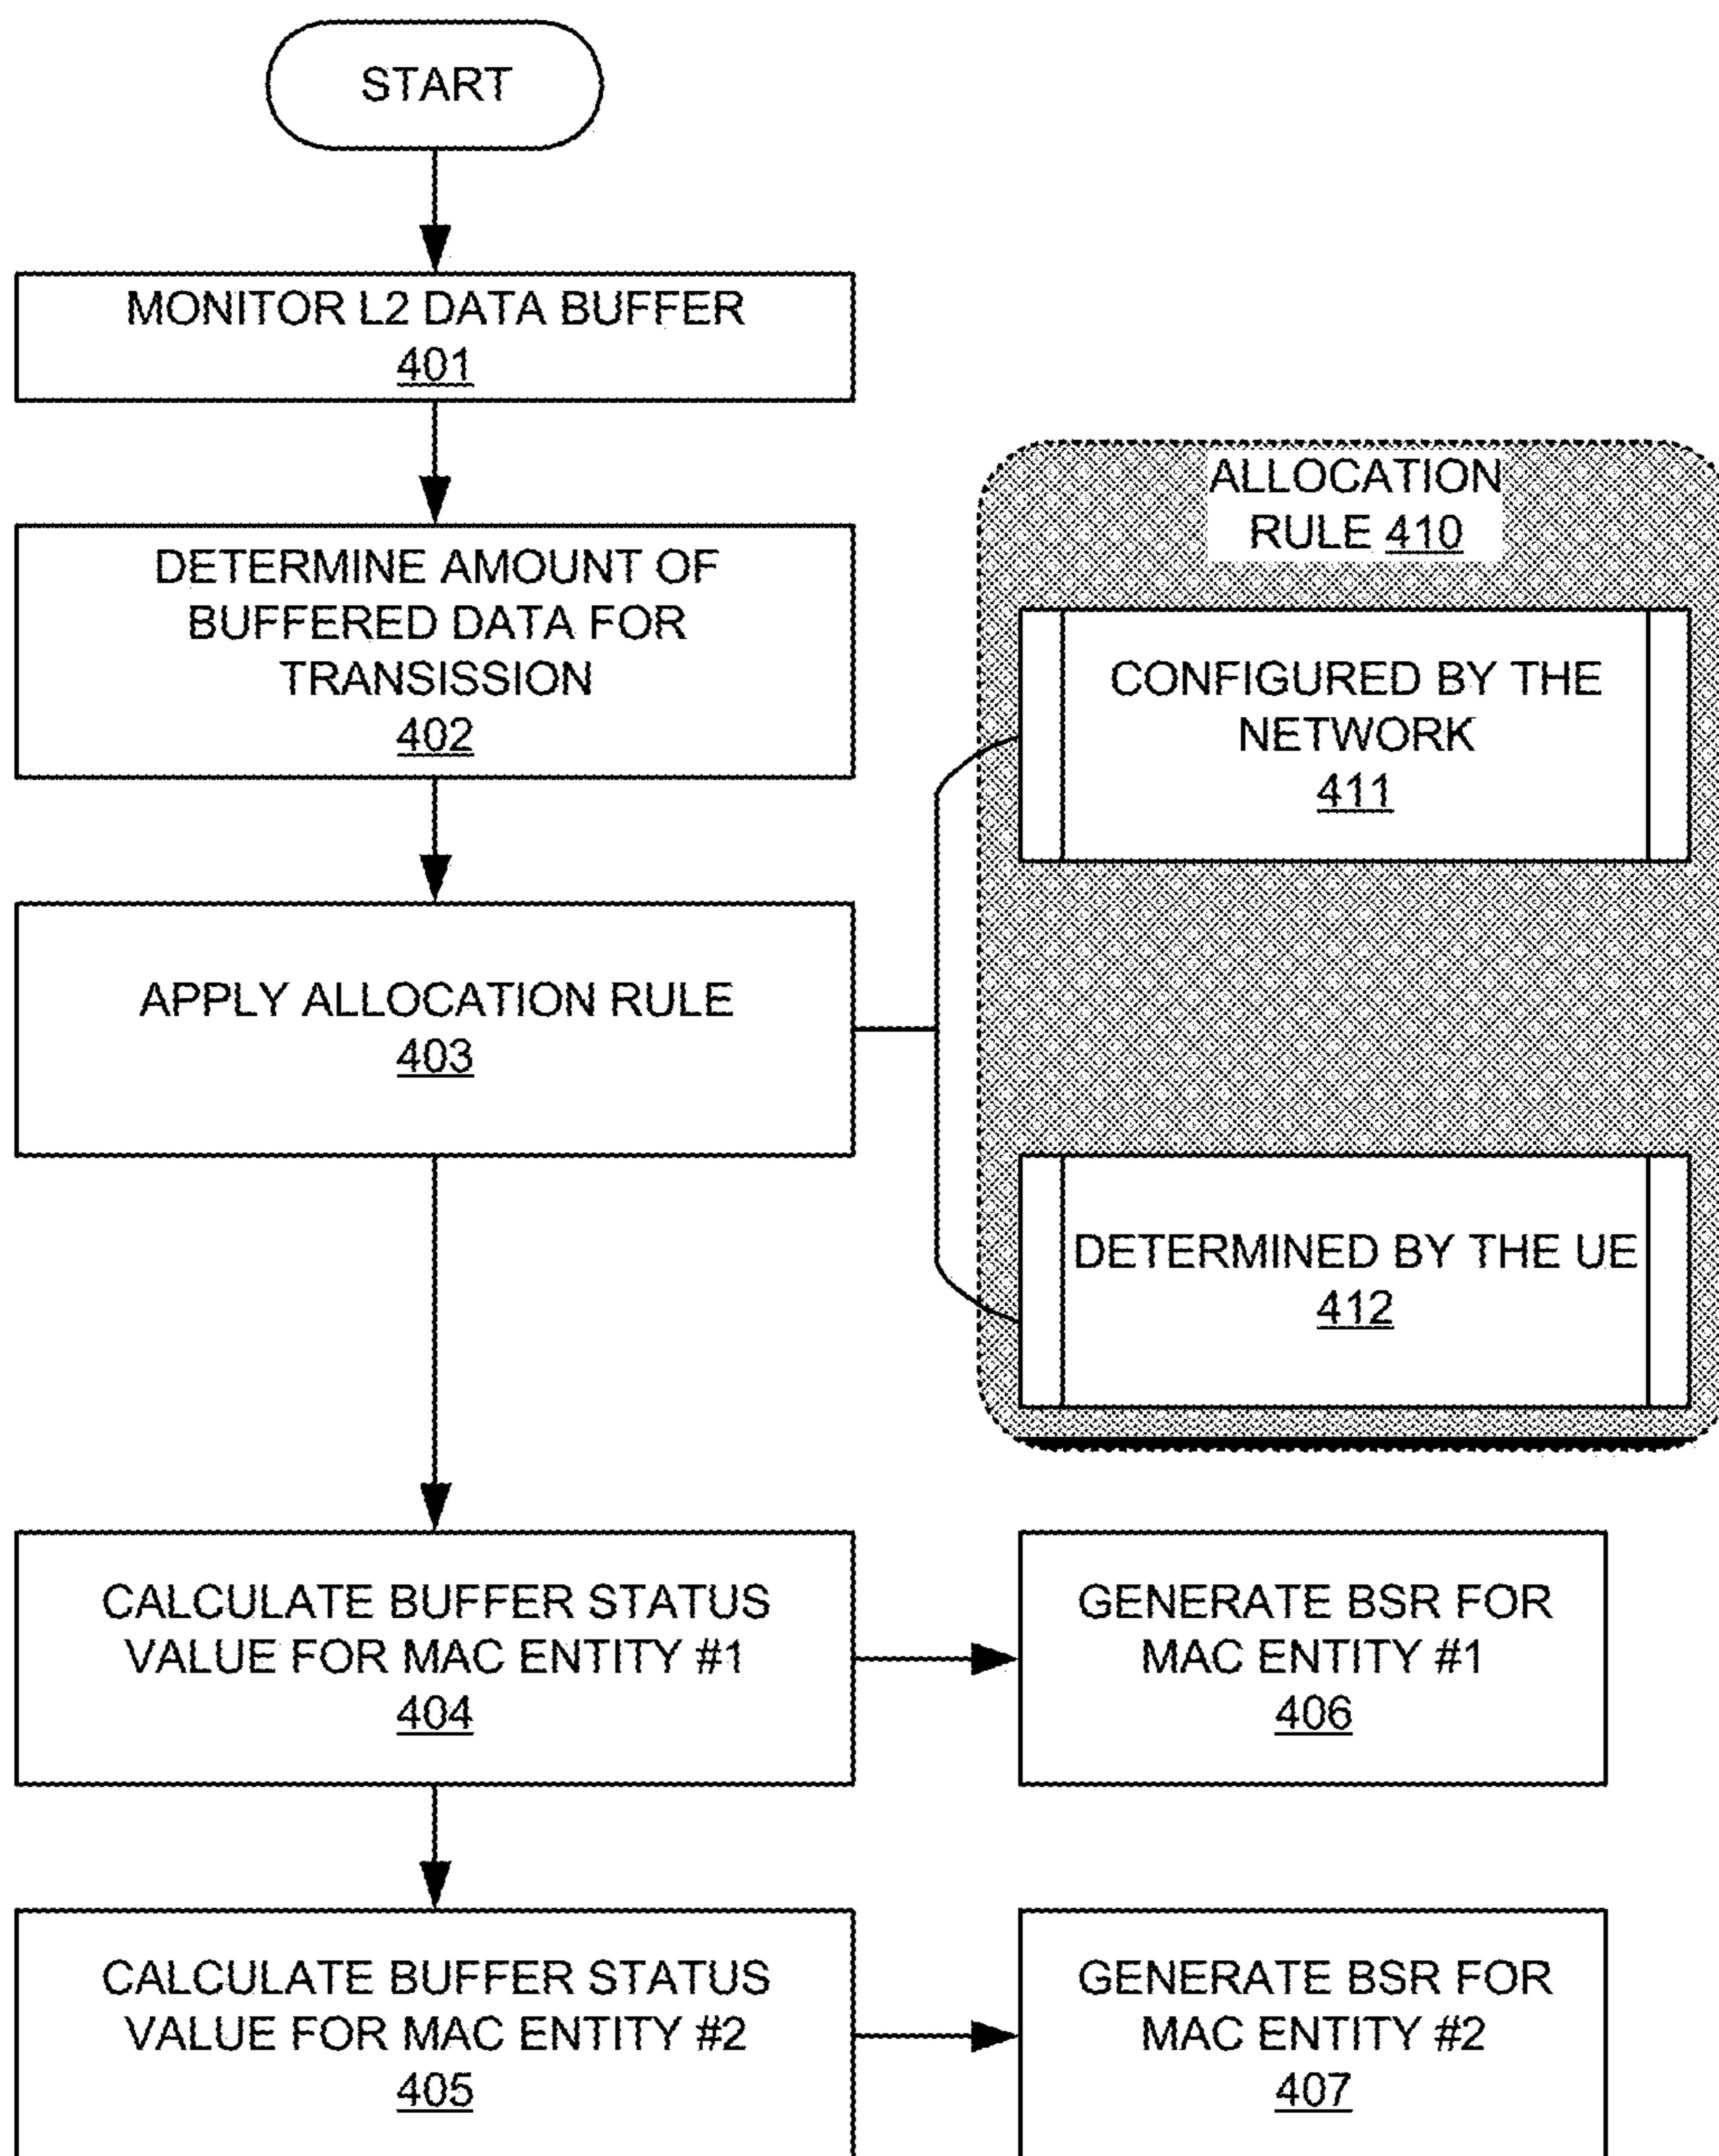 START
MONITOR L2 DATA BUFFER
401
DETERMINE AMOUNT OF
BUFFERED DATA FOR
TRANSISSION
402
APPLY ALLOCATION RULE
403
ALLOCATION
RULE 410
CONFIGURED BY THE
NETWORK
411
DETERMINED BY THE UE
412
CALCULATE BUFFER STATUS
VALUE FOR MAC ENTITY #1
404
GENERATE BSR FOR
MAC ENTITY #1
406
CALCULATE BUFFER STATUS
VALUE FOR MAC ENTITY #2
405
GENERATE BSR FOR
MAC ENTITY #2
407